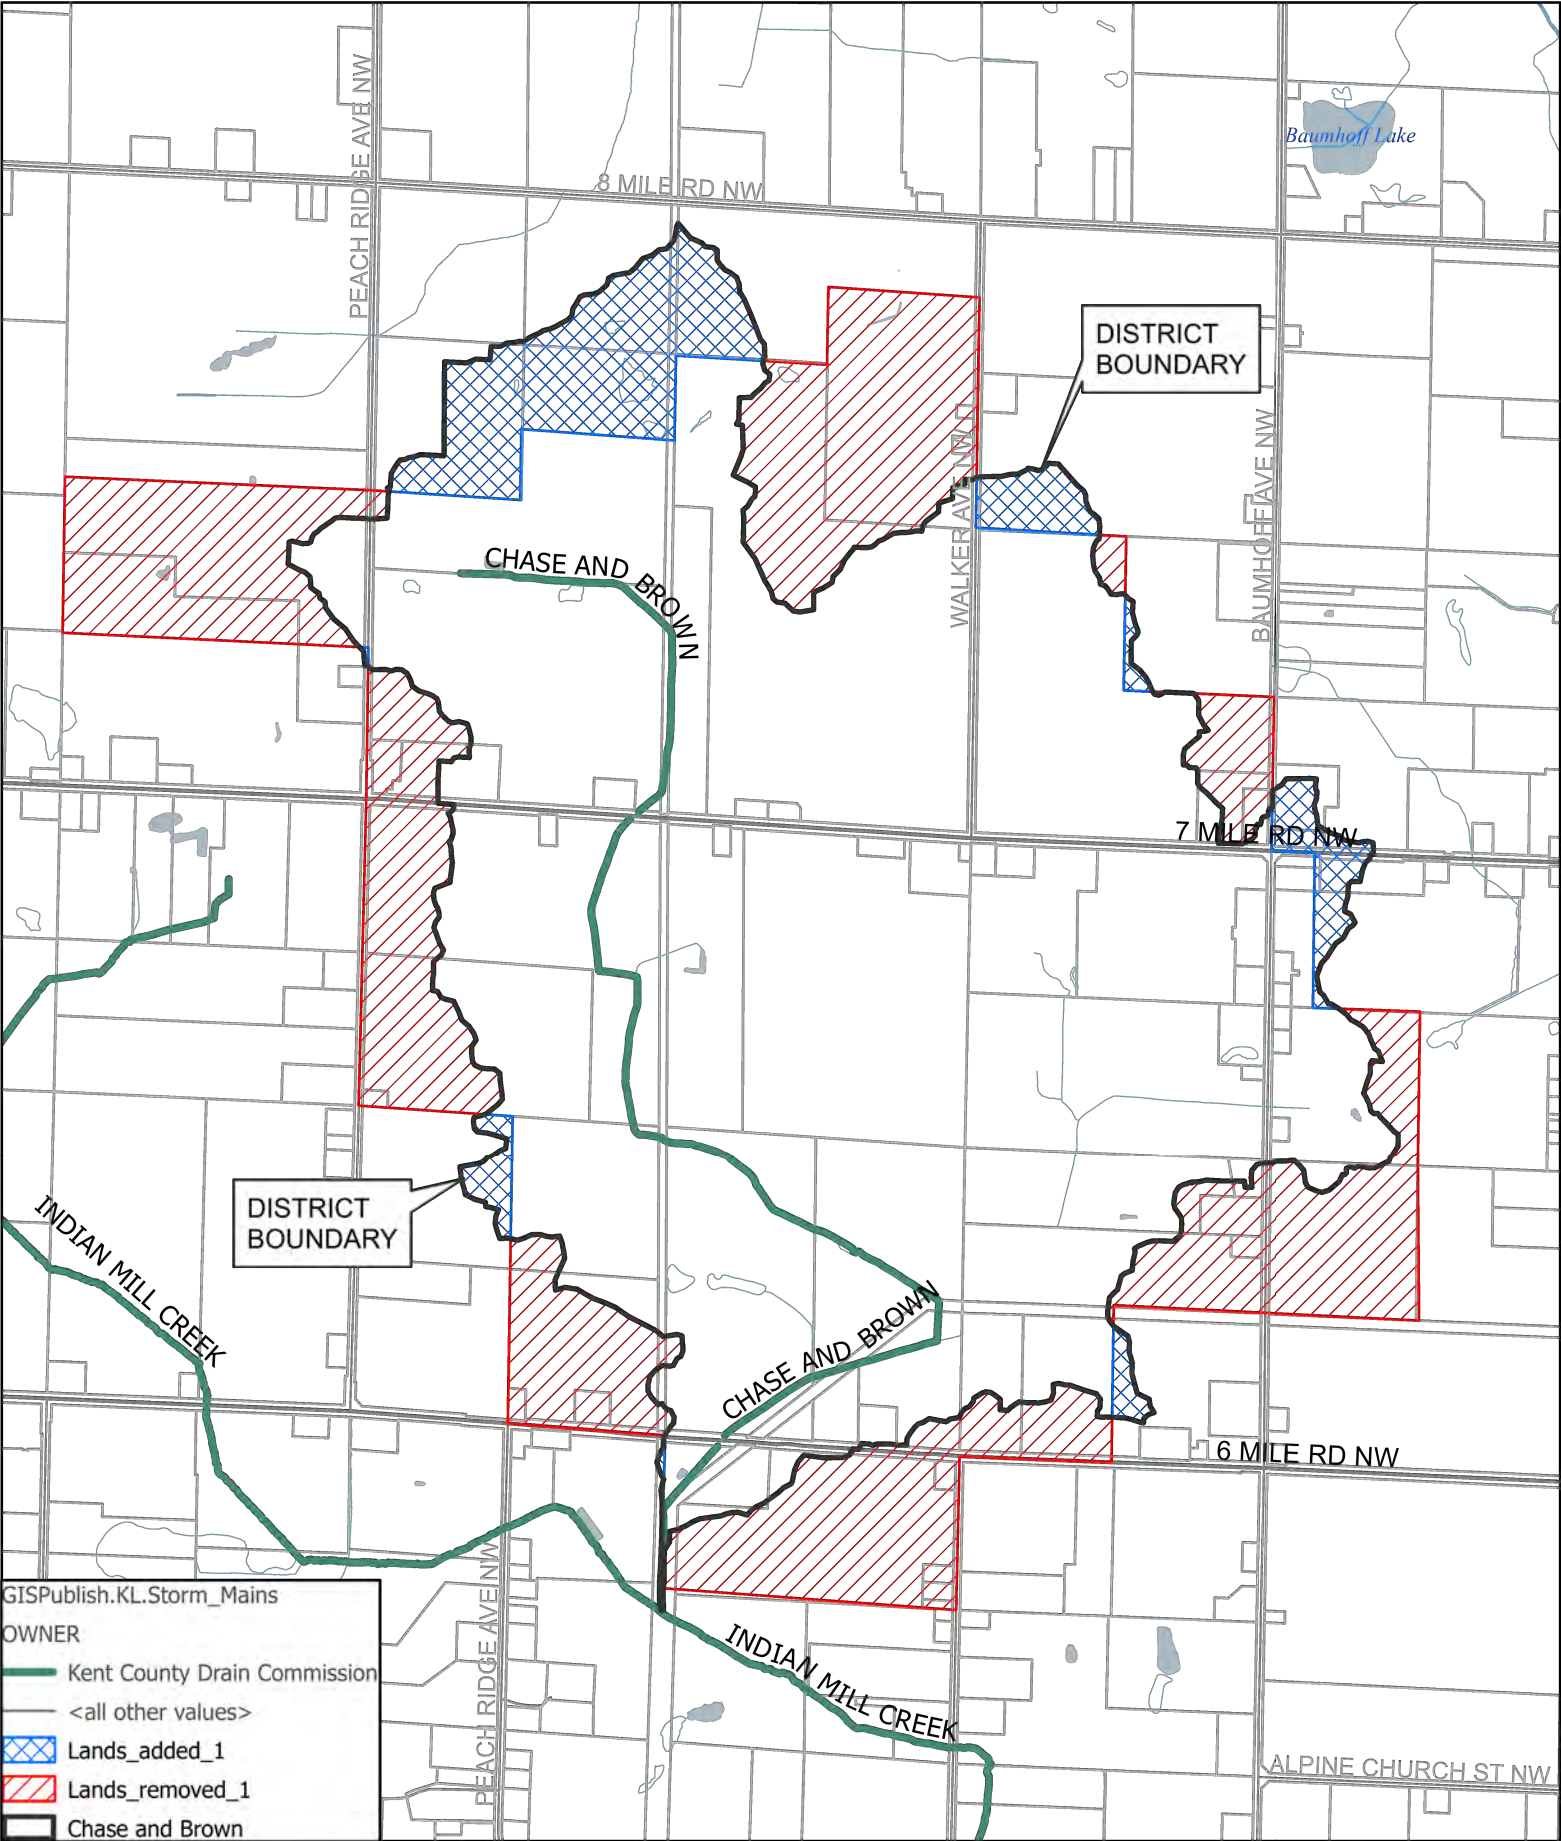 Baumhoff Lake
PEACH RIDGE AVE NW
8 MILE RD NW
DISTRICT
BOUNDARY
WALKER AVE NW
BAUMHOFF AVE NW
CHASE AND BROWN
7 MILE RD NW
DISTRICT
BOUNDARY
INDIAN MILL CREEK
CHASE AND BROWN
6 MILE RD NW
PEACH RIDGE AVE NW
INDIAN MILL CREEK
ALPINE CHURCH ST NW
GISPublish.KL.Storm_Mains
OWNER
Kent County Drain Commission
<all other values>
Lands_added_1
Lands_removed_1
Chase and Brown